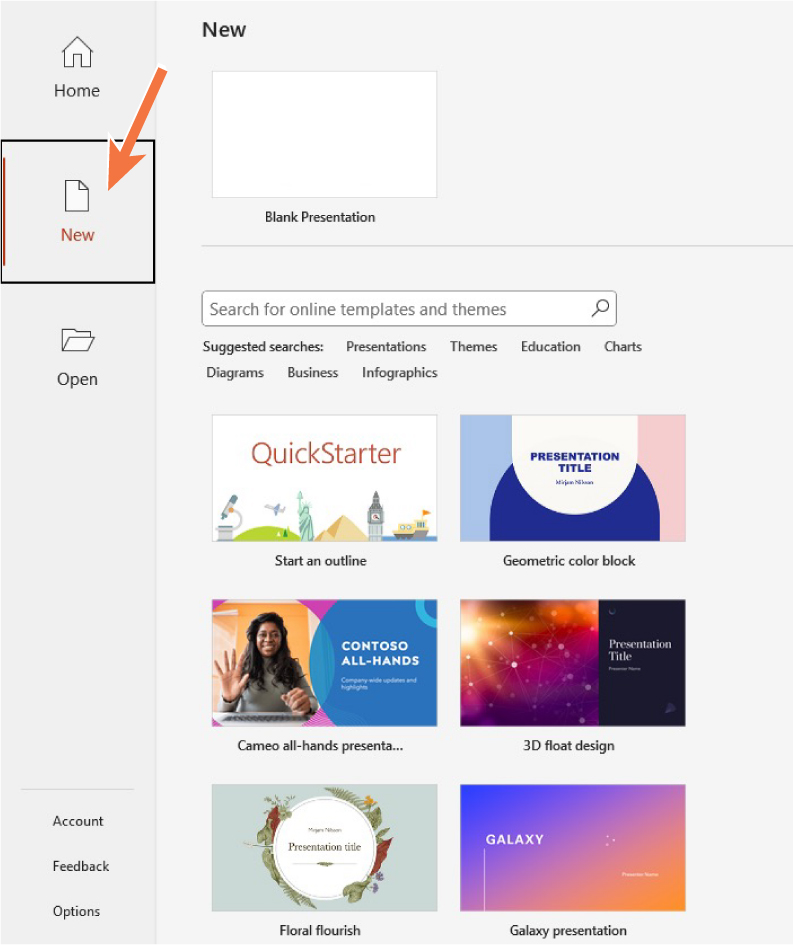 Home
New
Open
Account
Feedback
Options
New
Blank Presentation
Search for online templates and themes
Suggested searches: Presentations Themes Education Charts
Diagrams Business Infographics
QuickStarter
Start an outline
PRESENTATION
TITLE
Mirjam Nilsson
Geometric color block
CONTOSO
ALL-HANDS
Company-wide updates and
highlights
Cameo all-hands presenta...
Presentation
Title
Presenter Name
3D float design
Mirjam Nilsson
Presentation title
Floral flourish
GALAXY
Presenter Name
Galaxy presentation